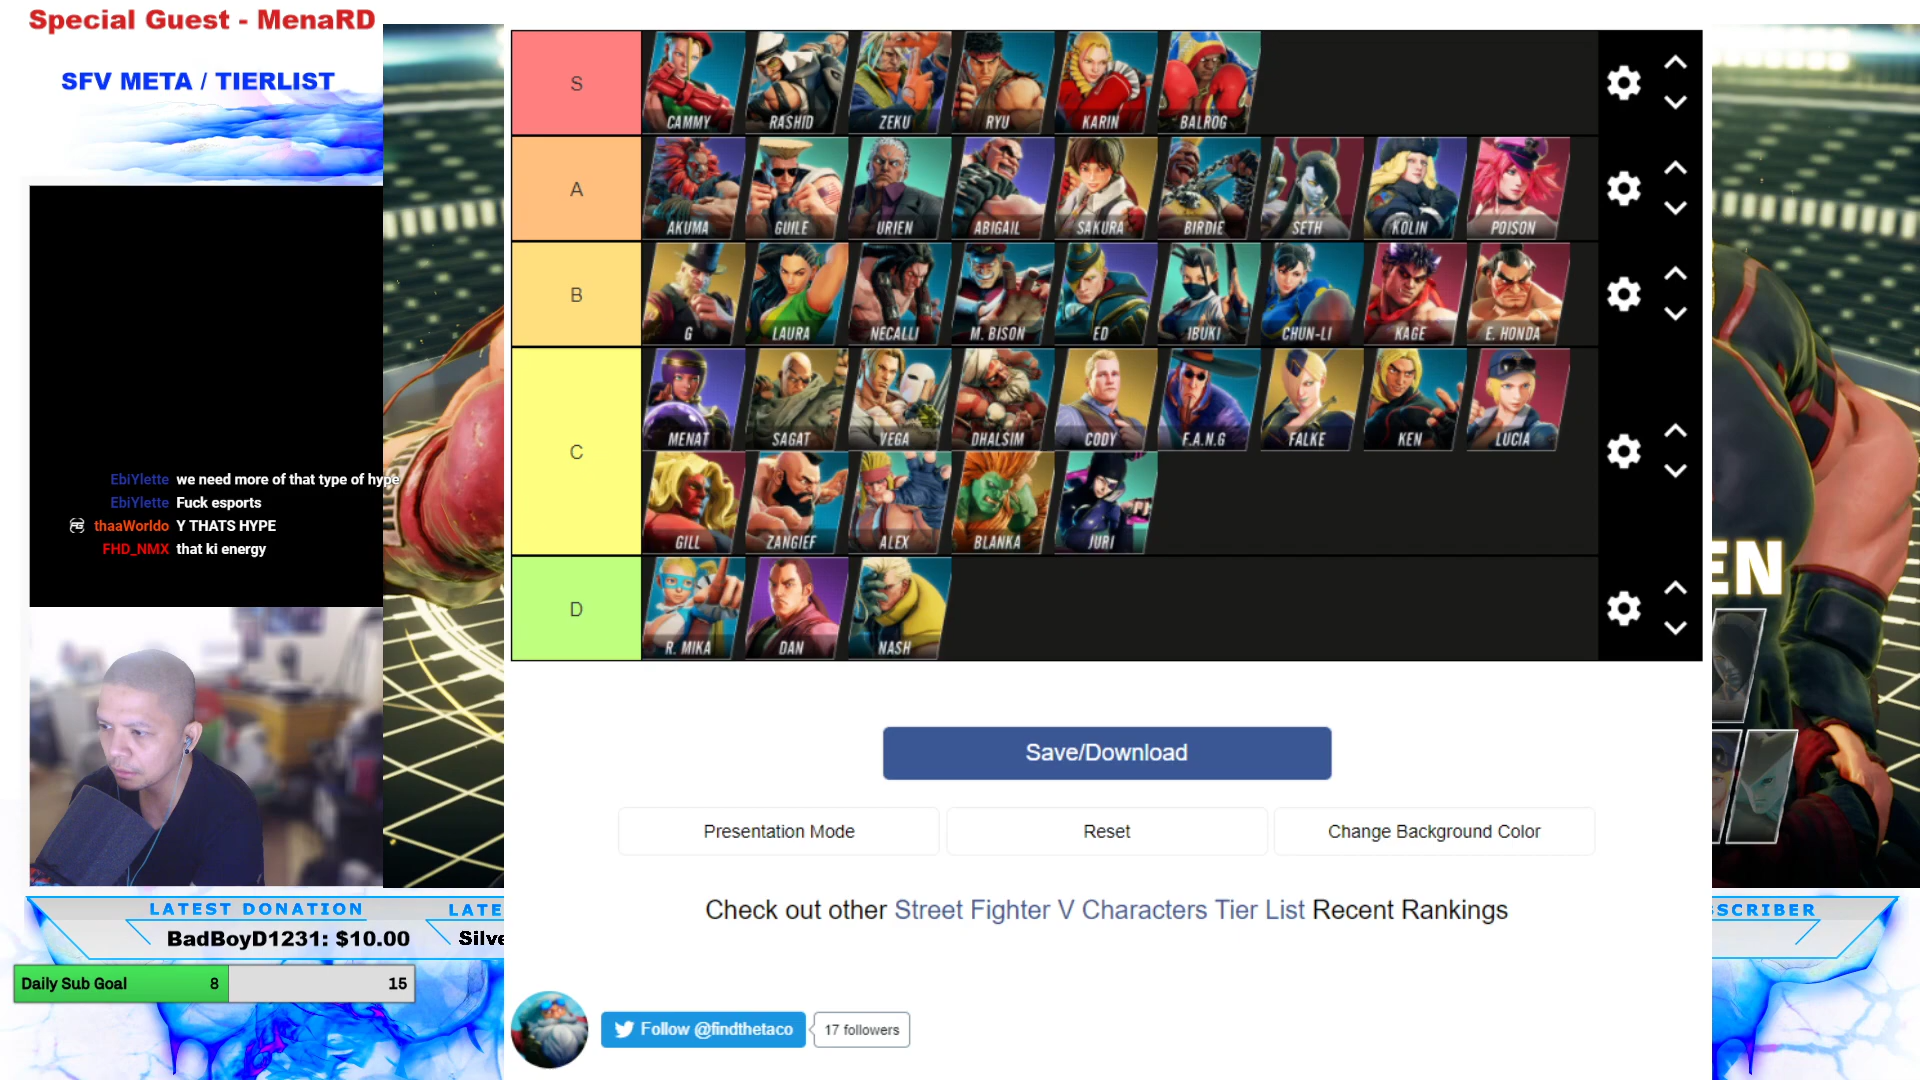 Special Guest - MenaRD
SFV META / TIERLIST
EbiYlette we need more of that type of hype
EbiYlette Fuck esports
thaaWorldo Y THATS HYPE
FHD_NMX that ki energy
S
CAMMY RASHID ZEKU RYU KARIN BALROG
A
AKUMA GUILE URIEN ABIGAIL SAKURA BIRDIE SETH KOLIN POISON
B
G LAURA NECALLI M. BISON ED IBUKI CHUN-LI KAGE E. HONDA
C
MENAT SAGAT VEGA DHALSIM CODY F.A.N.G FALKE KEN LUCIA
GILL ZANGIEF ALEX BLANKA JURI
D
R. MIKA DAN NASH
EN
Save/Download
Presentation Mode Reset Change Background Color
Check out other Street Fighter V Characters Tier List Recent Rankings
Follow @findthetaco 17 followers
LATEST DONATION LATE
BadBoyD1231: $10.00 Silve
SCRIBER
Daily Sub Goal 8 15